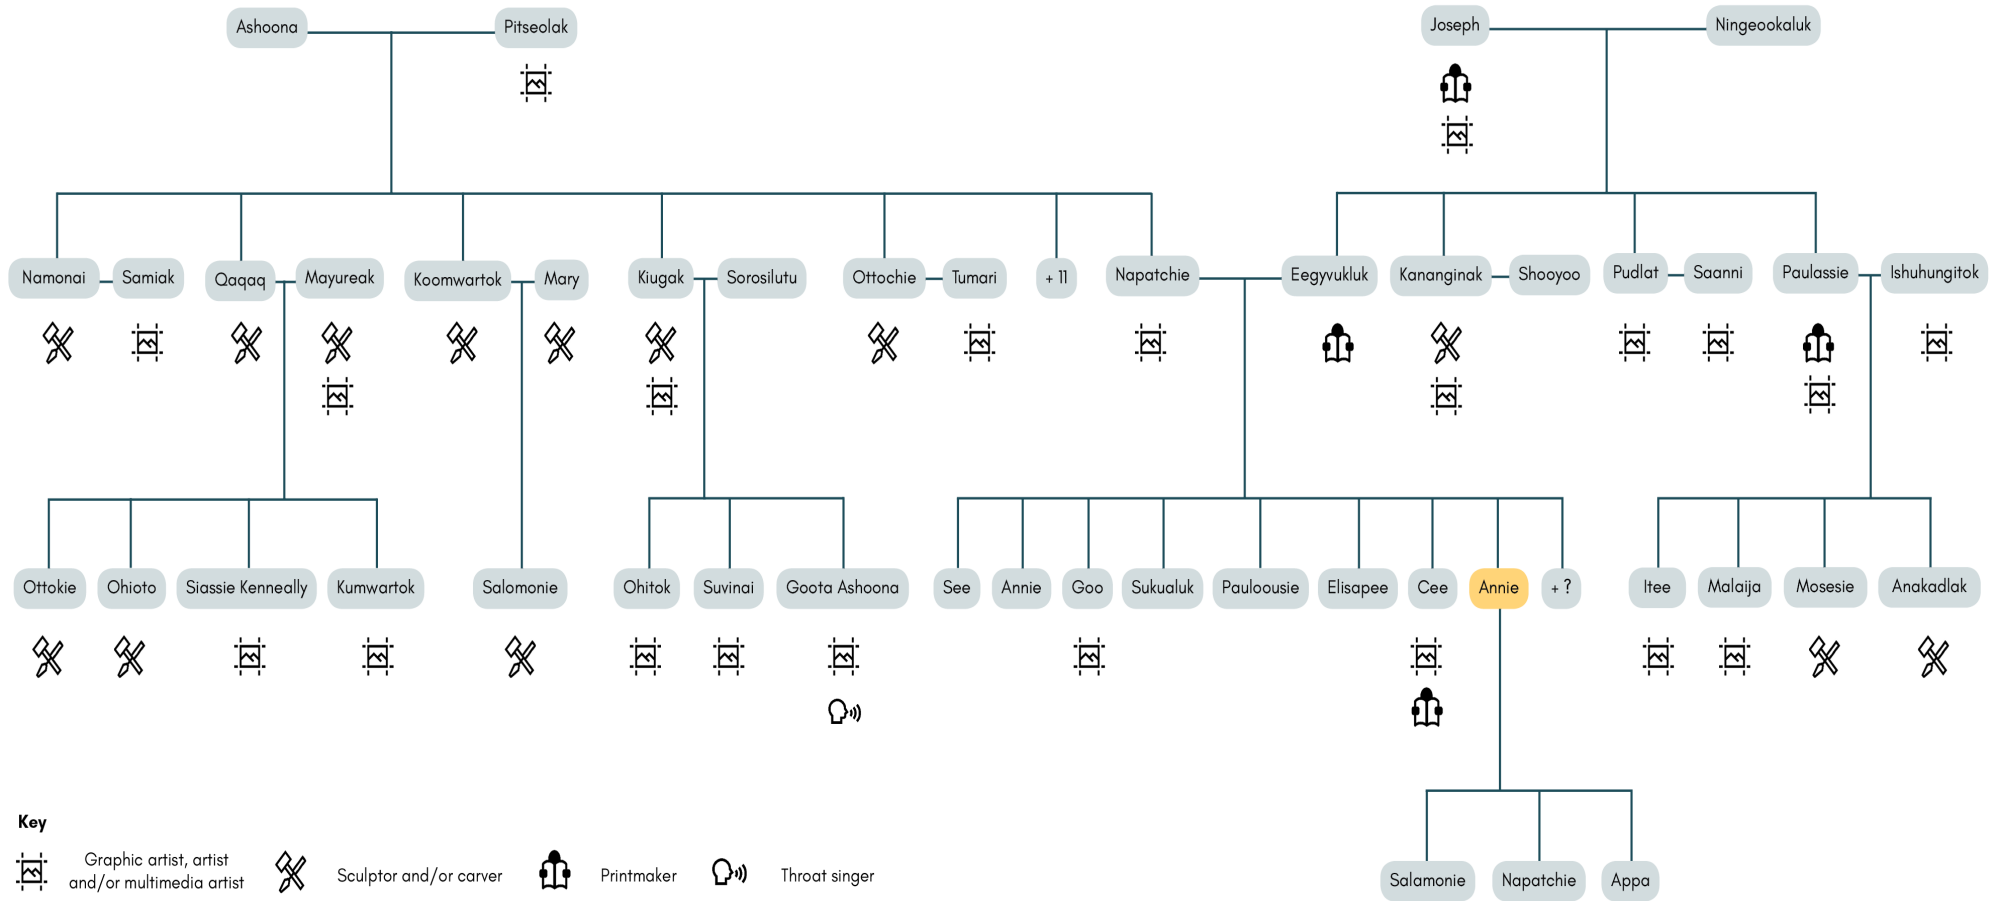 Ashoona
Pitseolak
Joseph
Ningeookaluk
Namonai
Samiak
Qaqaq
Mayureak
Koomwartok
Mary
Kiugak
Sorosilutu
Ottochie
Tumari
+ 11
Napatchie
Eegyvukluk
Kananginak
Shooyoo
Pudlat
Saanni
Paulassie
Ishuhungitok
Ottokie
Ohioto
Siassie Kenneally
Kumwartok
Salomonie
Ohitok
Suvinai
Goota Ashoona
See
Annie
Goo
Sukualuk
Pauloousie
Elisapee
Cee
Annie
+ ?
Itee
Malaija
Mosesie
Anakadlak
Salamonie
Napatchie
Appa
Key
Graphic artist, artist
and/or multimedia artist
Sculptor and/or carver
Printmaker
Throat singer